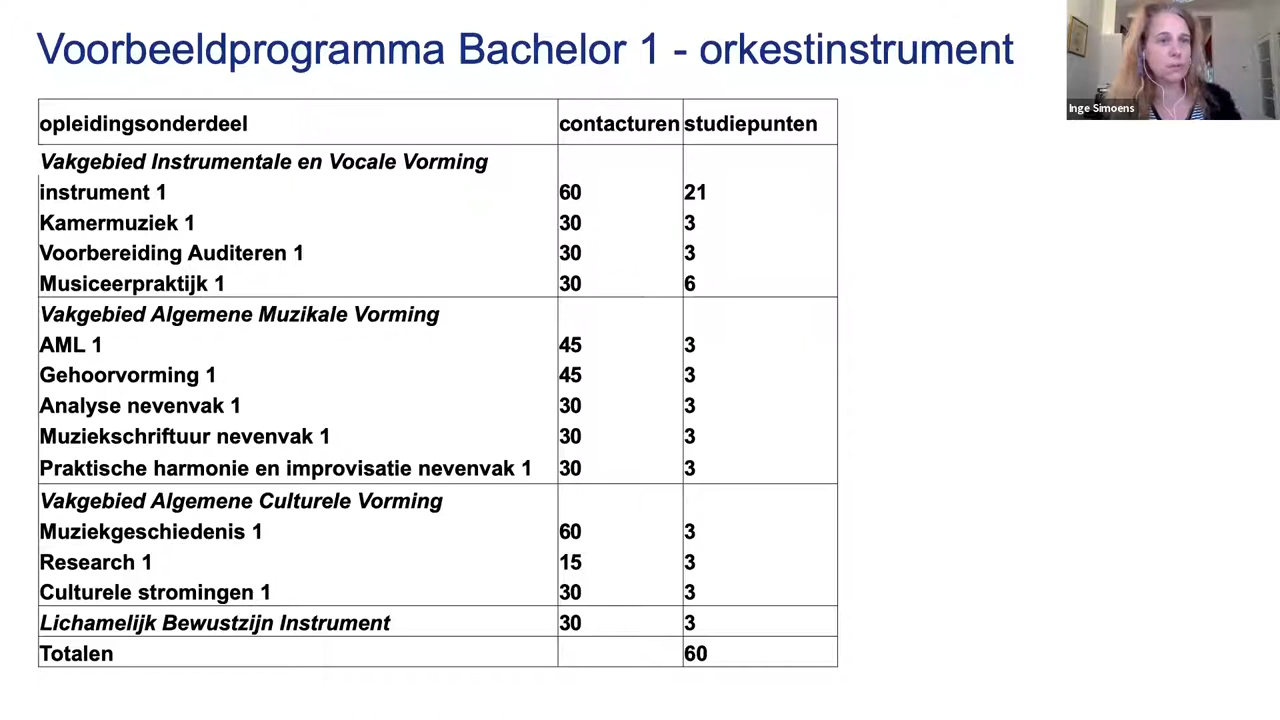 Voorbeeldprogramma Bachelor 1 - orkestinstrument
Inge Simoens
opleidingsonderdeel contacturen studiepunten
Vakgebied Instrumentale en Vocale Vorming
instrument 1 60 21
Kamermuziek 1 30 3
Voorbereiding Auditeren 1 30 3
Musiceerpraktijk 1 30 6
Vakgebied Algemene Muzikale Vorming
AML 1 45 3
Gehoorvorming 1 45 3
Analyse nevenvak 1 30 3
Muziekschriftuur nevenvak 1 30 3
Praktische harmonie en improvisatie nevenvak 1 30 3
Vakgebied Algemene Culturele Vorming
Muziekgeschiedenis 1 60 3
Research 1 15 3
Culturele stromingen 1 30 3
Lichamelijk Bewustzijn Instrument 30 3
Totalen 60